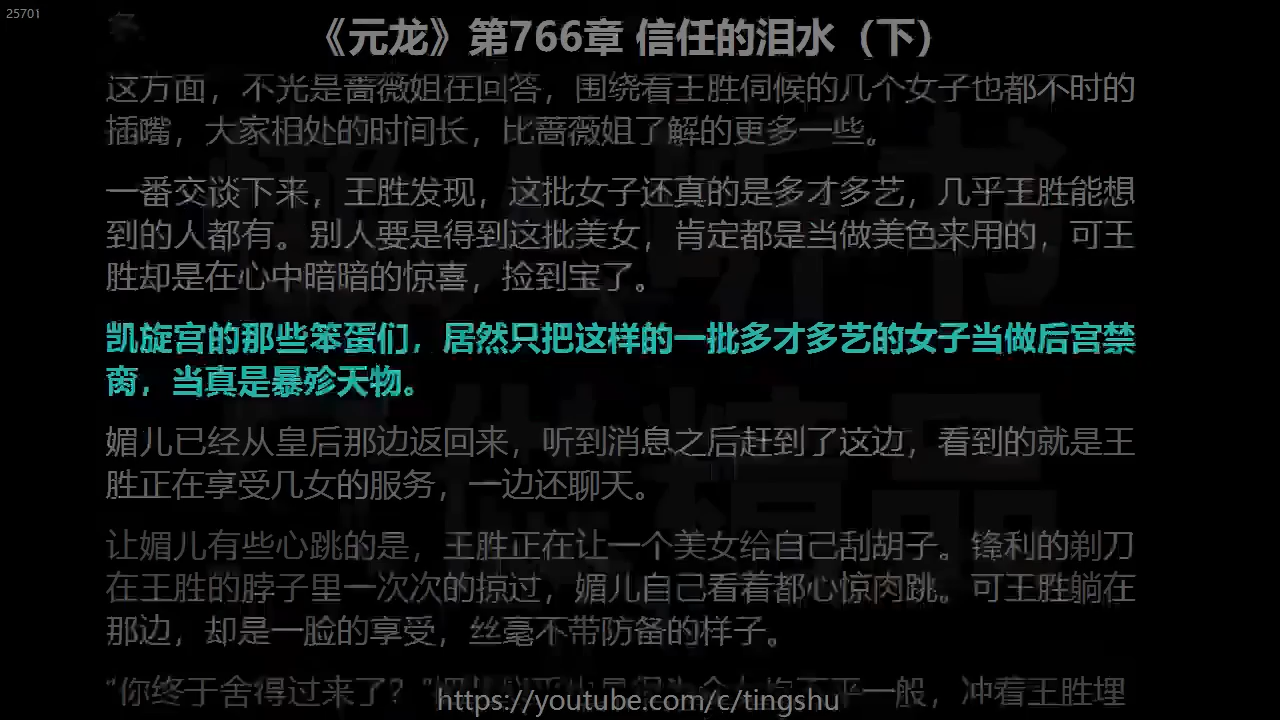 25701
《元龙》第766章 信任的泪水（下）
这方面，不光是蔷薇姐在回答，围绕着王胜伺候的几个女子也都不时的
插嘴，大家相处的时间长，比蔷薇姐了解的更多一些。
一番交谈下来，王胜发现，这批女子还真的是多才多艺，几乎王胜能想
到的人都有。别人要是得到这批美女，肯定都是当做美色来用的，可王
胜却是在心中暗暗的惊喜，捡到宝了。
凯旋宫的那些笨蛋们，居然只把这样的一批多才多艺的女子当做后宫禁
脔，当真是暴殄天物。
媚儿已经从皇后那边返回来，听到消息之后赶到了这边，看到的就是王
胜正在享受几女的服务，一边还聊天。
让媚儿有些心跳的是，王胜正在让一个美女给自己刮胡子。锋利的剃刀
在王胜的脖子里一次次的掠过，媚儿自己看着都心惊肉跳。可王胜躺在
那边，却是一脸的享受，丝毫不带防备的样子。
“你终于舍得过来了？”一般，冲着王胜埋
https://youtube.com/c/tingshu